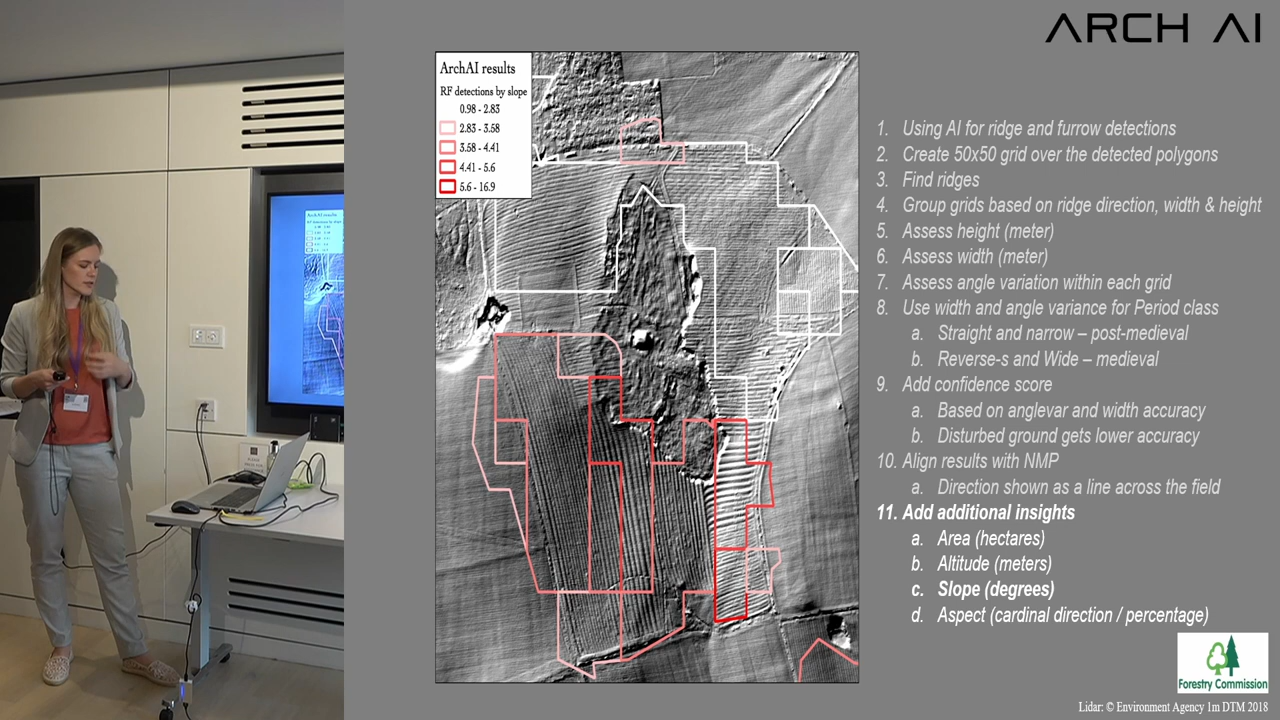 ARCH AI
ArchAI results
RF detections by slope
0.98 - 2.83
2.83 - 3.58
3.58 - 4.41
4.41 - 5.6
5.6 - 16.9
1. Using AI for ridge and furrow detections
2. Create 50x50 grid over the detected polygons
3. Find ridges
4. Group grids based on ridge direction, width & height
5. Assess height (meter)
6. Assess width (meter)
7. Assess angle variation within each grid
8. Use width and angle variance for Period class
a. Straight and narrow – post-medieval
b. Reverse-s and Wide – medieval
9. Add confidence score
a. Based on anglevar and width accuracy
b. Disturbed ground gets lower accuracy
10. Align results with NMP
a. Direction shown as a line across the field
11. Add additional insights
a. Area (hectares)
b. Altitude (meters)
c. Slope (degrees)
d. Aspect (cardinal direction / percentage)
Forestry Commission
Lidar: © Environment Agency 1m DTM 2018